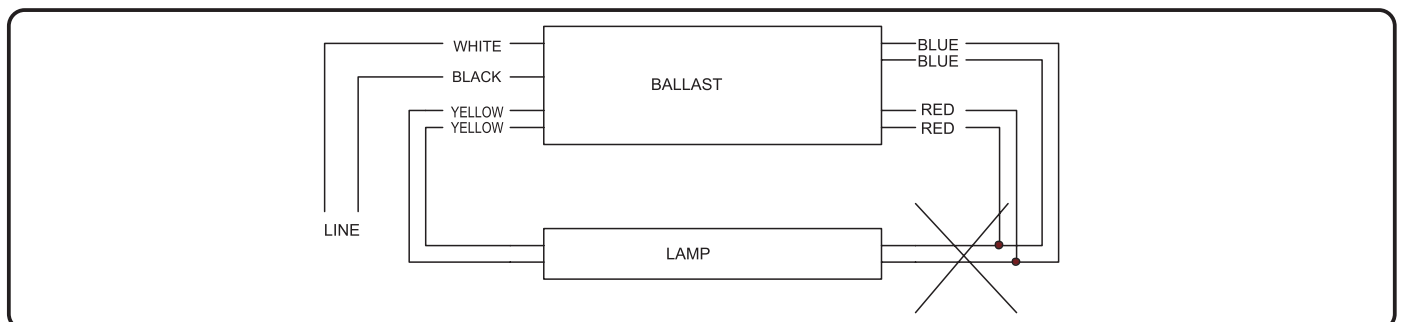 WHITE
BLUE
BLUE
BLACK
BALLAST
YELLOW
YELLOW
RED
RED
LINE
LAMP